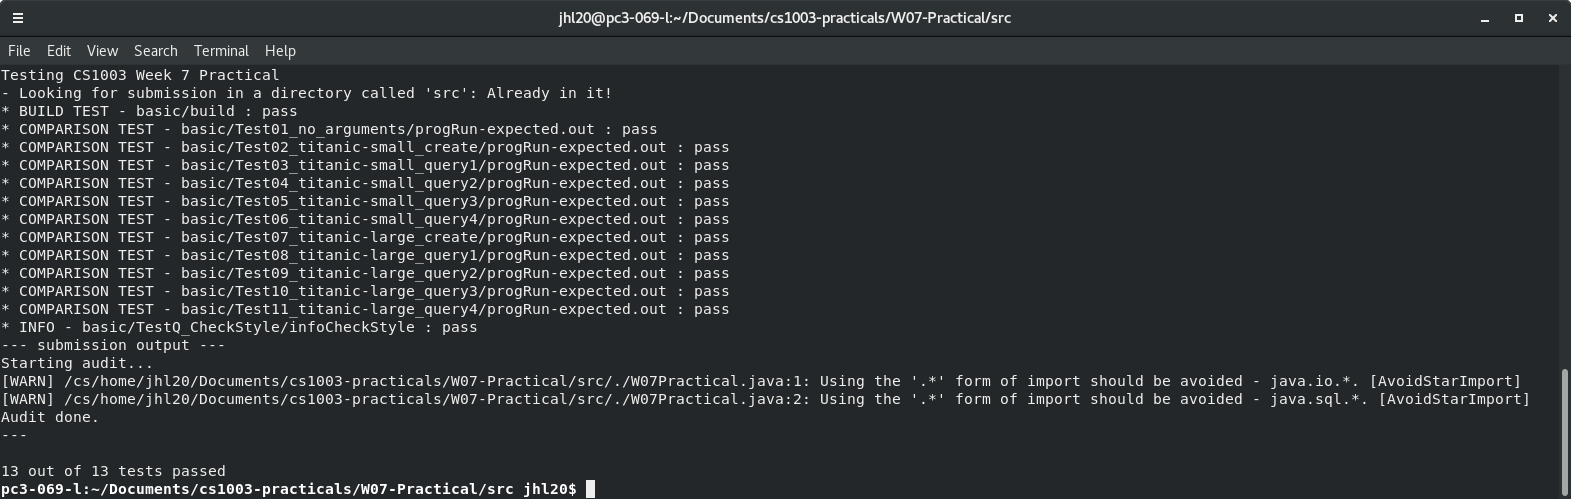 jhl20@pc3-069-l:~/Documents/cs1003-practicals/W07-Practical/src
File Edit View Search Terminal Help
Testing CS1003 Week 7 Practical
- Looking for submission in a directory called 'src': Already in it!
* BUILD TEST - basic/build : pass
* COMPARISON TEST - basic/Test01_no_arguments/progRun-expected.out : pass
* COMPARISON TEST - basic/Test02_titanic-small_create/progRun-expected.out : pass
* COMPARISON TEST - basic/Test03_titanic-small_query1/progRun-expected.out : pass
* COMPARISON TEST - basic/Test04_titanic-small_query2/progRun-expected.out : pass
* COMPARISON TEST - basic/Test05_titanic-small_query3/progRun-expected.out : pass
* COMPARISON TEST - basic/Test06_titanic-small_query4/progRun-expected.out : pass
* COMPARISON TEST - basic/Test07_titanic-large_create/progRun-expected.out : pass
* COMPARISON TEST - basic/Test08_titanic-large_query1/progRun-expected.out : pass
* COMPARISON TEST - basic/Test09_titanic-large_query2/progRun-expected.out : pass
* COMPARISON TEST - basic/Test10_titanic-large_query3/progRun-expected.out : pass
* COMPARISON TEST - basic/Test11_titanic-large_query4/progRun-expected.out : pass
* INFO - basic/TestQ_CheckStyle/infoCheckStyle : pass
--- submission output ---
Starting audit...
[WARN] /cs/home/jhl20/Documents/cs1003-practicals/W07-Practical/src/./W07Practical.java:1: Using the '.*' form of import should be avoided - java.io.*. [AvoidStarImport]
[WARN] /cs/home/jhl20/Documents/cs1003-practicals/W07-Practical/src/./W07Practical.java:2: Using the '.*' form of import should be avoided - java.sql.*. [AvoidStarImport]
Audit done.
---
13 out of 13 tests passed
pc3-069-l:~/Documents/cs1003-practicals/W07-Practical/src jhl20$